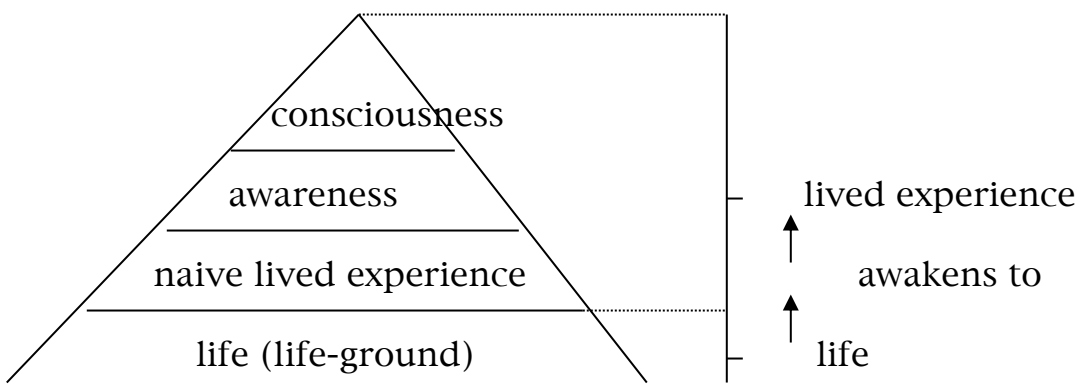 consciousness
awareness
naive lived experience
life (life-ground)
lived experience
awakens to
life